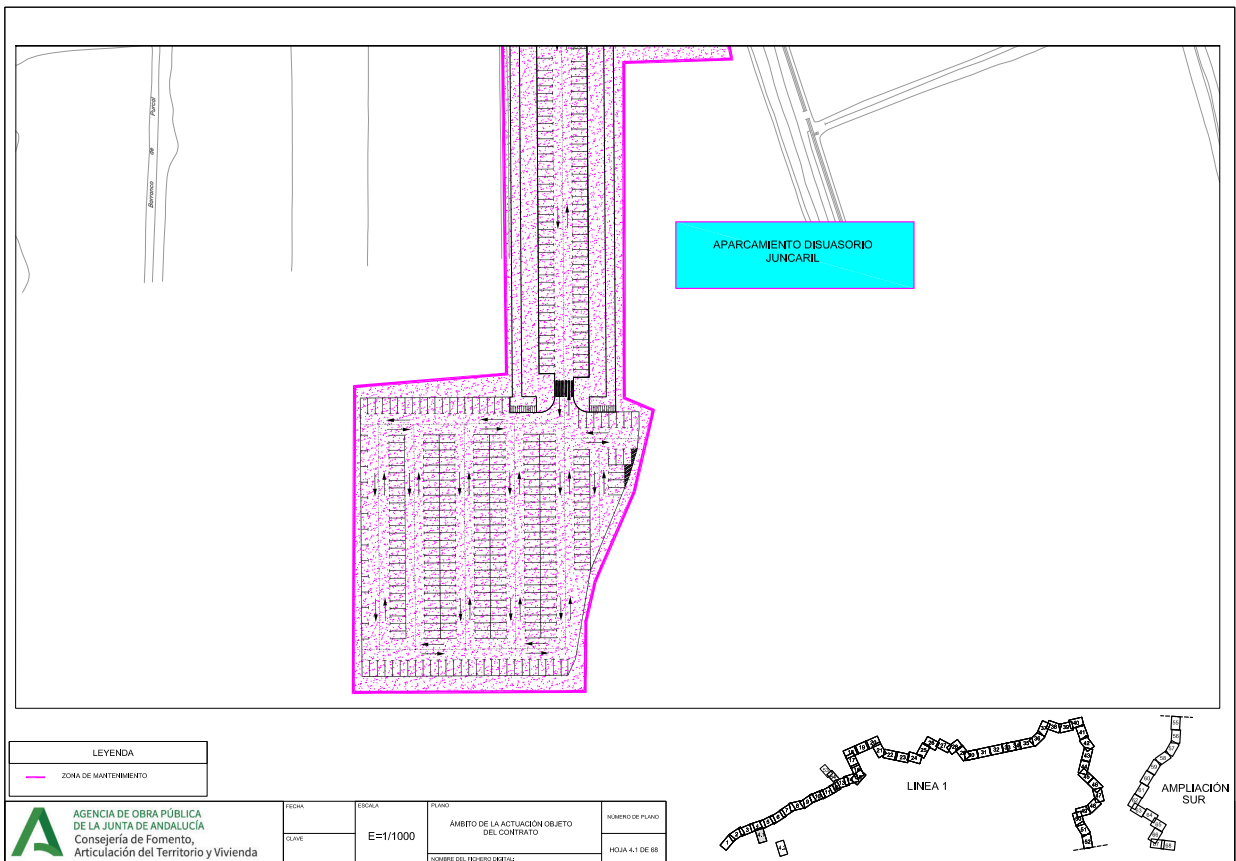 Barranco de Purcal
APARCAMIENTO DISUASORIO
JUNCARIL
LEYENDA
ZONA DE MANTENIMIENTO
AGENCIA DE OBRA PÚBLICA
DE LA JUNTA DE ANDALUCÍA
Consejería de Fomento,
Articulación del Territorio y Vivienda
FECHA
CLAVE
ESCALA
E=1/1000
PLANO
ÁMBITO DE LA ACTUACIÓN OBJETO
DEL CONTRATO
NOMBRE DEL FICHERO DIGITAL:
NÚMERO DE PLANO
HOJA 4.1 DE 68
LINEA 1
AMPLIACIÓN
SUR